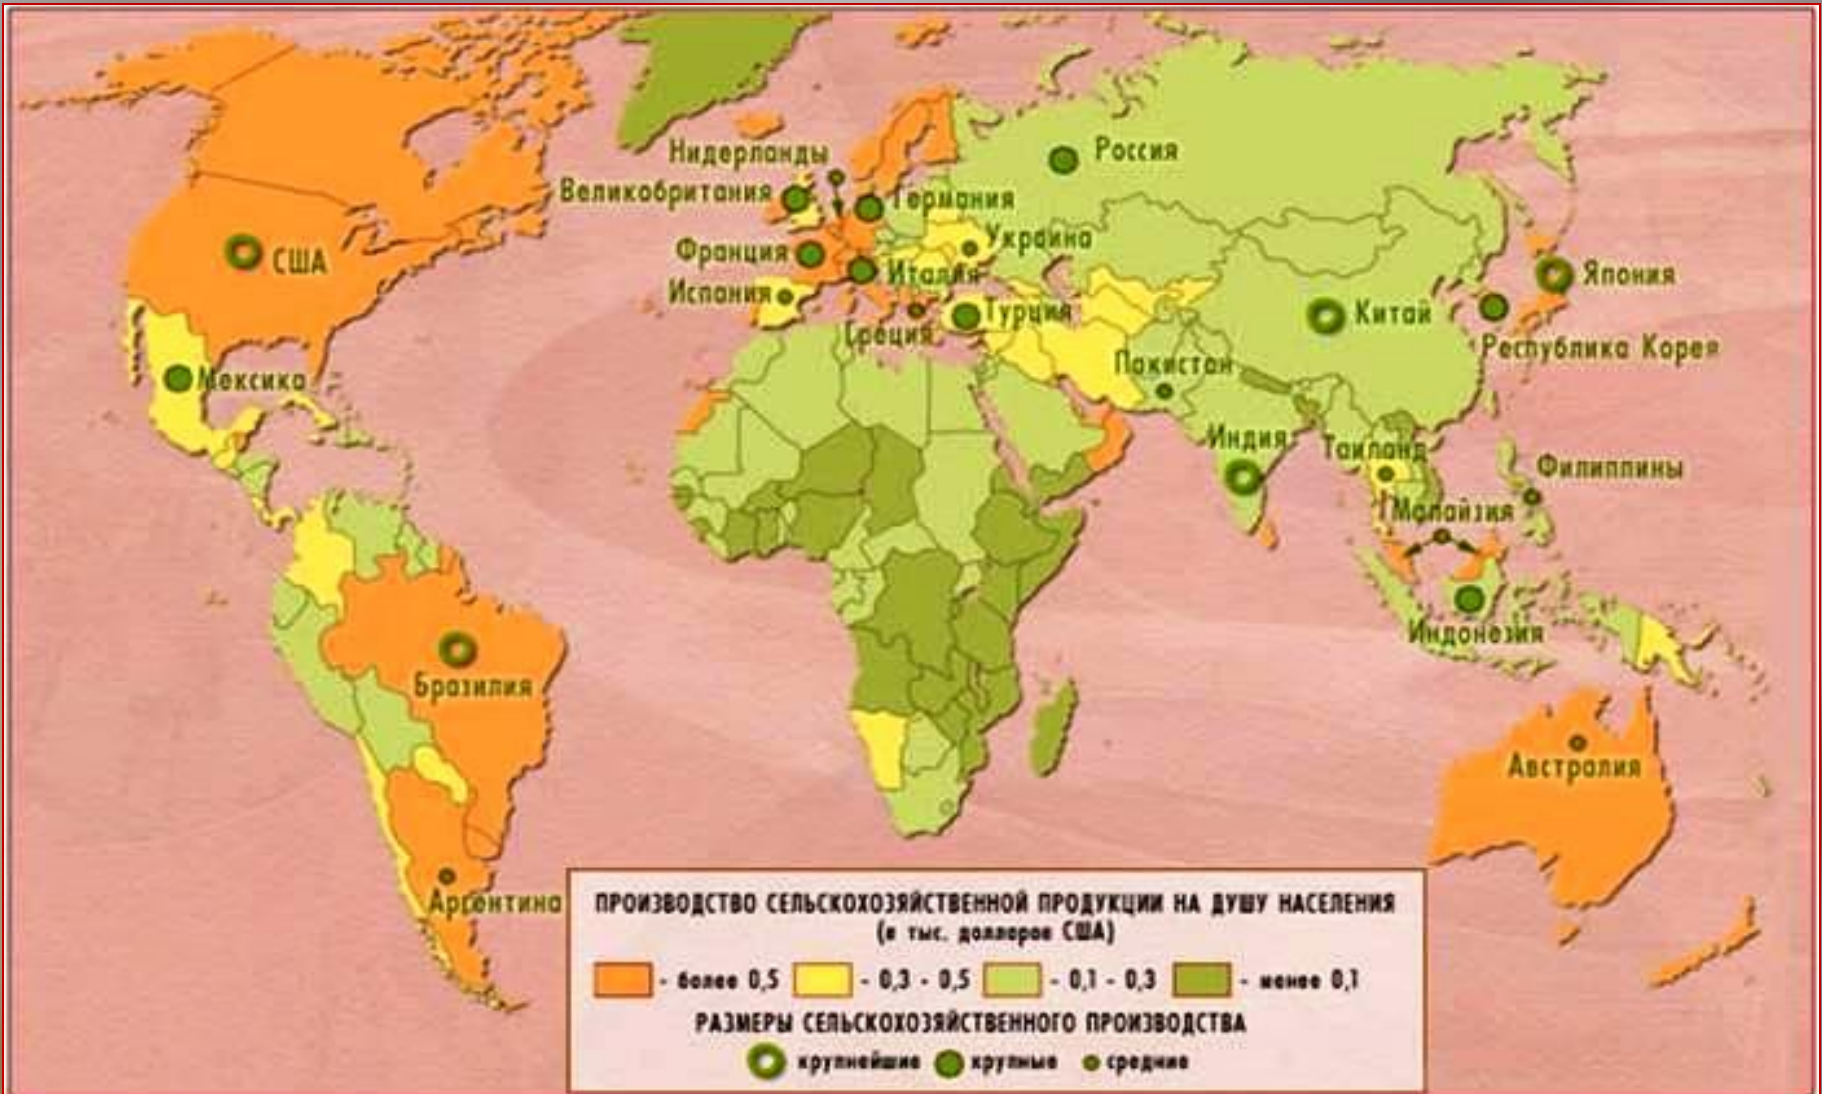 Нидерланды
Россия
Великобритания
Германия
Украина
Франция
США
Италия
Япония
Испания
Турция
Китай
Греция
Республика Корея
Пакистан
Мексика
Индия
Таиланд
Филиппины
Малайзия
Индонезия
Бразилия
Австралия
Аргентина
ПРОИЗВОДСТВО СЕЛЬСКОХОЗЯЙСТВЕННОЙ ПРОДУКЦИИ НА ДУШУ НАСЕЛЕНИЯ
(в тыс. долларов США)
- более 0,5 - 0,3 - 0,5 - 0,1 - 0,3 - менее 0,1
РАЗМЕРЫ СЕЛЬСКОХОЗЯЙСТВЕННОГО ПРОИЗВОДСТВА
крупнейшие крупные средние